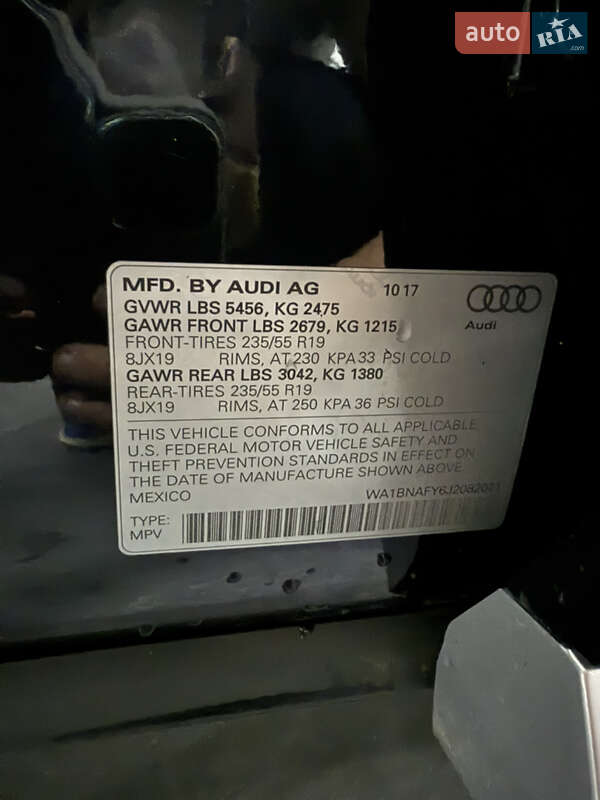 auto RIA .com
MFD. BY AUDI AG 10 17
GVWR LBS 5456, KG 2475
GAWR FRONT LBS 2679, KG 1215
FRONT-TIRES 235/55 R19
8JX19 RIMS, AT 230 KPA 33 PSI COLD
GAWR REAR LBS 3042, KG 1380
REAR-TIRES 235/55 R19
8JX19 RIMS, AT 250 KPA 36 PSI COLD
Audi
THIS VEHICLE CONFORMS TO ALL APPLICABLE
U.S. FEDERAL MOTOR VEHICLE SAFETY AND
THEFT PREVENTION STANDARDS IN EFFECT ON
THE DATE OF MANUFACTURE SHOWN ABOVE
MEXICO
TYPE:
MPV